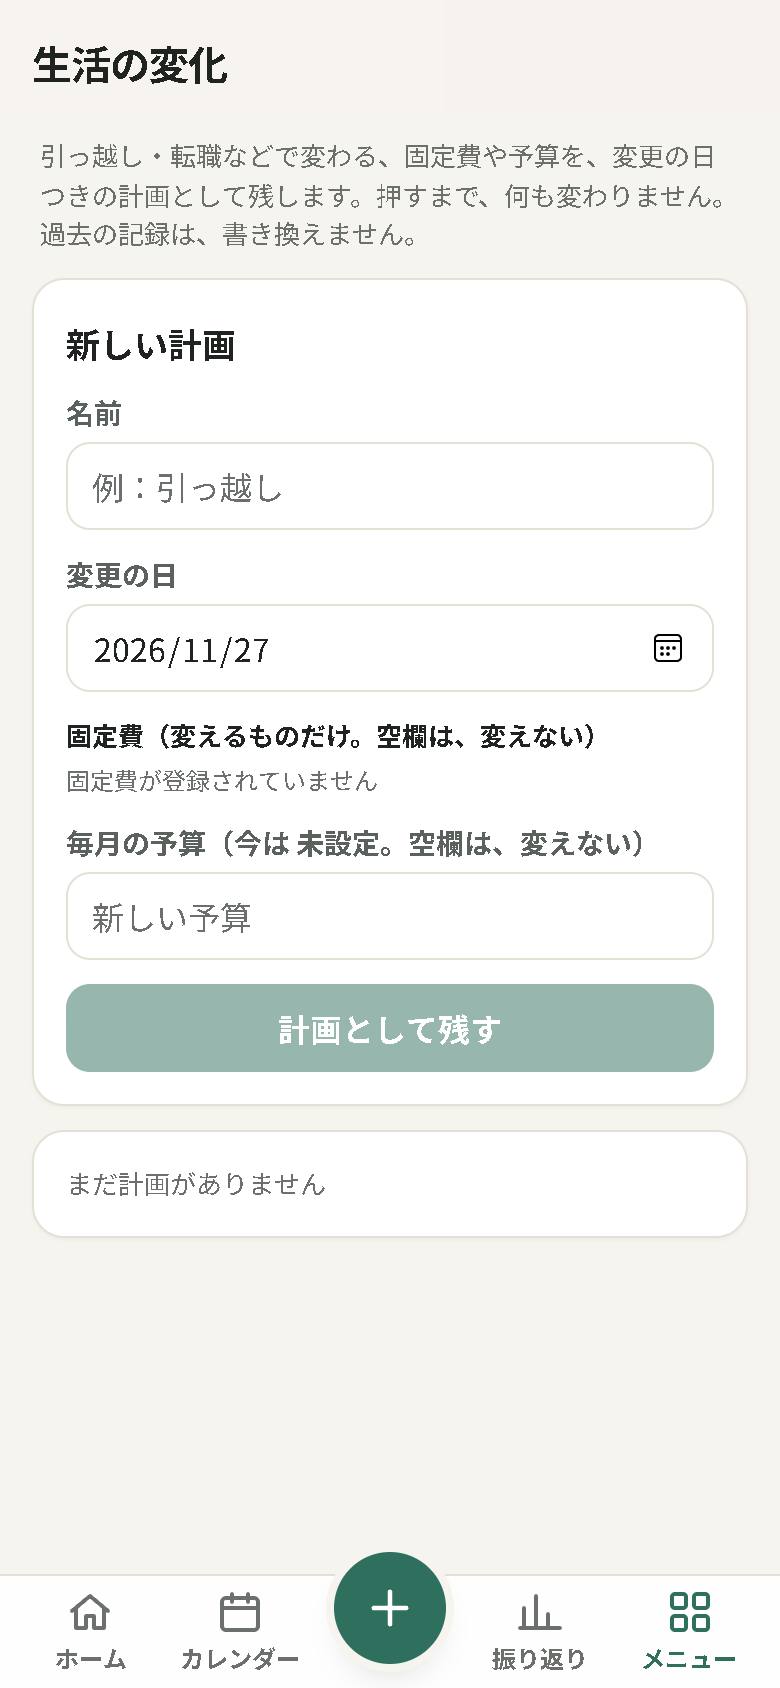 生活の変化
引っ越し・転職などで変わる、固定費や予算を、変更の日
つきの計画として残します。押すまで、何も変わりません。
過去の記録は、書き換えません。
新しい計画
名前
例：引っ越し
変更の日
2026/11/27
固定費（変えるものだけ。空欄は、変えない）
固定費が登録されていません
毎月の予算（今は 未設定。空欄は、変えない）
新しい予算
計画として残す
まだ計画がありません
ホーム
カレンダー
振り返り
メニュー